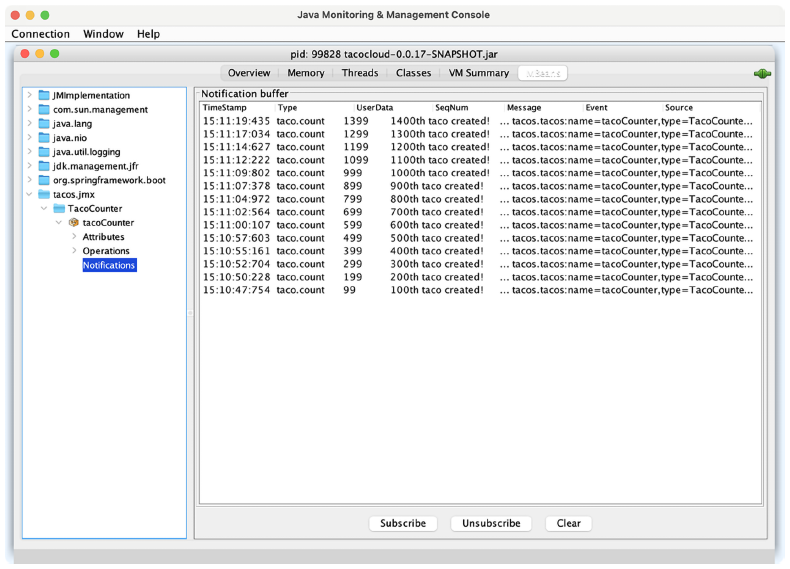 Java Monitoring & Management Console
Connection Window Help
pid: 99828 tacocloud-0.0.17-SNAPSHOT.jar
Overview Memory Threads Classes VM Summary MBeans
JMImplementation
com.sun.management
java.lang
java.nio
java.util.logging
jdk.management.jfr
org.springframework.boot
tacos.jmx
TacoCounter
tacoCounter
Attributes
Operations
Notifications
Notification buffer
TimeStamp Type UserData SeqNum Message Event Source
15:11:19:435 taco.count 1399 1400th taco created! ... tacos.tacos:name=tacoCounter,type=TacoCounte...
15:11:17:034 taco.count 1299 1300th taco created! ... tacos.tacos:name=tacoCounter,type=TacoCounte...
15:11:14:627 taco.count 1199 1200th taco created! ... tacos.tacos:name=tacoCounter,type=TacoCounte...
15:11:12:222 taco.count 1099 1100th taco created! ... tacos.tacos:name=tacoCounter,type=TacoCounte...
15:11:09:802 taco.count 999 1000th taco created! ... tacos.tacos:name=tacoCounter,type=TacoCounte...
15:11:07:378 taco.count 899 900th taco created! ... tacos.tacos:name=tacoCounter,type=TacoCounte...
15:11:04:972 taco.count 799 800th taco created! ... tacos.tacos:name=tacoCounter,type=TacoCounte...
15:11:02:564 taco.count 699 700th taco created! ... tacos.tacos:name=tacoCounter,type=TacoCounte...
15:11:00:107 taco.count 599 600th taco created! ... tacos.tacos:name=tacoCounter,type=TacoCounte...
15:10:57:603 taco.count 499 500th taco created! ... tacos.tacos:name=tacoCounter,type=TacoCounte...
15:10:55:161 taco.count 399 400th taco created! ... tacos.tacos:name=tacoCounter,type=TacoCounte...
15:10:52:704 taco.count 299 300th taco created! ... tacos.tacos:name=tacoCounter,type=TacoCounte...
15:10:50:228 taco.count 199 200th taco created! ... tacos.tacos:name=tacoCounter,type=TacoCounte...
15:10:47:754 taco.count 99 100th taco created! ... tacos.tacos:name=tacoCounter,type=TacoCounte...
Subscribe Unsubscribe Clear